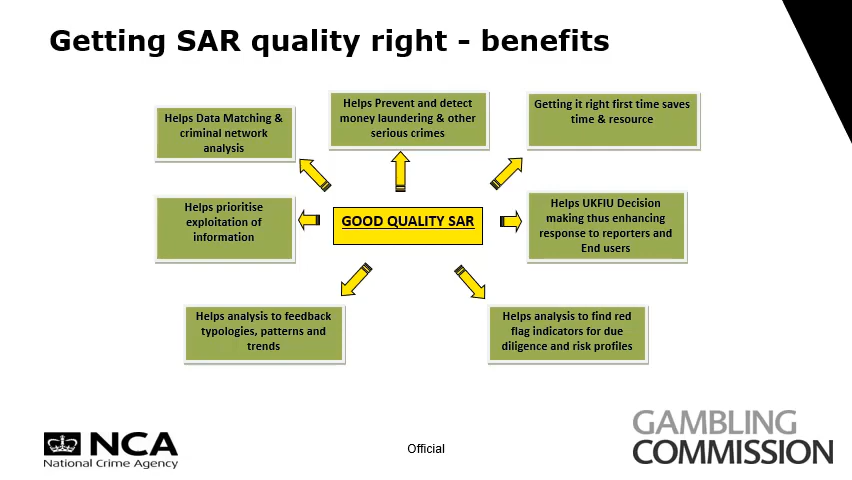 Getting SAR quality right - benefits
Helps Data Matching &
criminal network
analysis
Helps Prevent and detect
money laundering & other
serious crimes
Getting it right first time saves
time & resource
Helps prioritise
exploitation of
information
GOOD QUALITY SAR
Helps UKFIU Decision
making thus enhancing
response to reporters and
End users
Helps analysis to feedback
typologies, patterns and
trends
Helps analysis to find red
flag indicators for due
diligence and risk profiles
NCA
National Crime Agency
Official
GAMBLING
COMMISSION